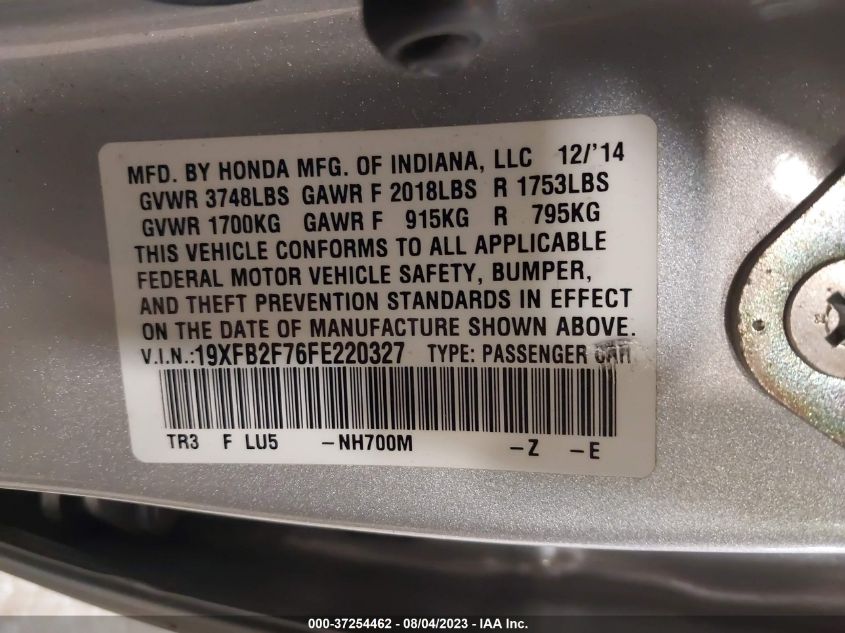 MFD. BY HONDA MFG. OF INDIANA, LLC 12/'14
GVWR 3748LBS GAWR F 2018LBS R 1753LBS
GVWR 1700KG GAWR F 915KG R 795KG
THIS VEHICLE CONFORMS TO ALL APPLICABLE
FEDERAL MOTOR VEHICLE SAFETY, BUMPER,
AND THEFT PREVENTION STANDARDS IN EFFECT
ON THE DATE OF MANUFACTURE SHOWN ABOVE.
V.I.N.:19XFB2F76FE220327 TYPE: PASSENGER CAR
TR3 F LU5 -NH700M -Z -E
000-37254462 - 08/04/2023 - IAA Inc.